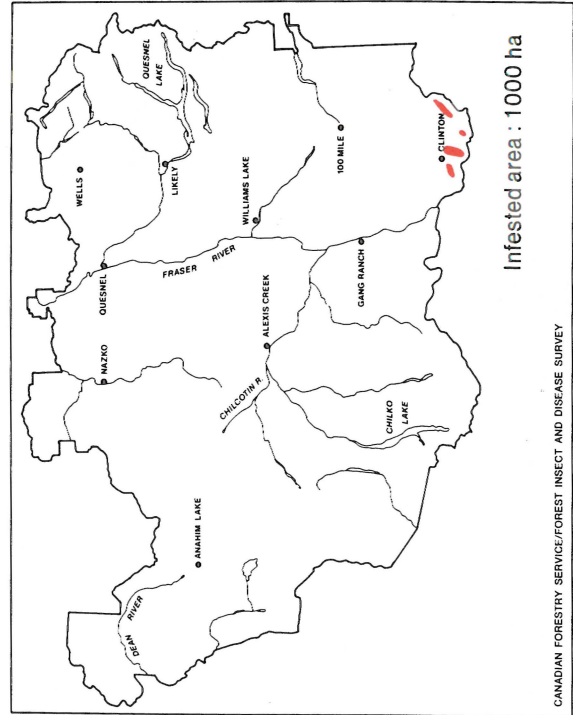 WELLS
QUESNEL
LAKE
QUESNEL
LIKELY
NAZKO
FRASER
RIVER
WILLIAMS LAKE
ANAHIM LAKE
ALEXIS CREEK
DEAN
RIVER
CHILCOTIN R.
100 MILE
GANG RANCH
CHILKO
LAKE
CLINTON
Infested area : 1000 ha
CANADIAN FORESTRY SERVICE/FOREST INSECT AND DISEASE SURVEY